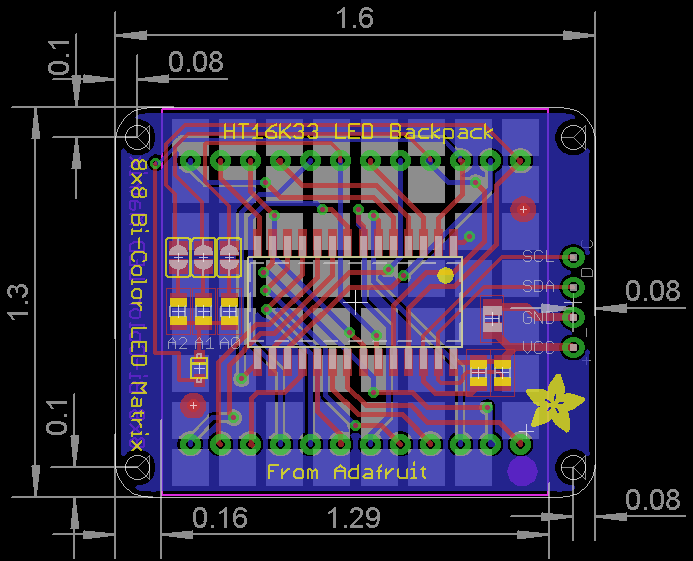 1.6
0.1
0.08
HT16K33 LED Backpack
8x8 Bi-Color LED Matrix
SCL
C
D
SDA
1.3
0.08
GND
A2 A1 A0
VCC
+
0.1
From Adafruit
0.08
0.16
1.29